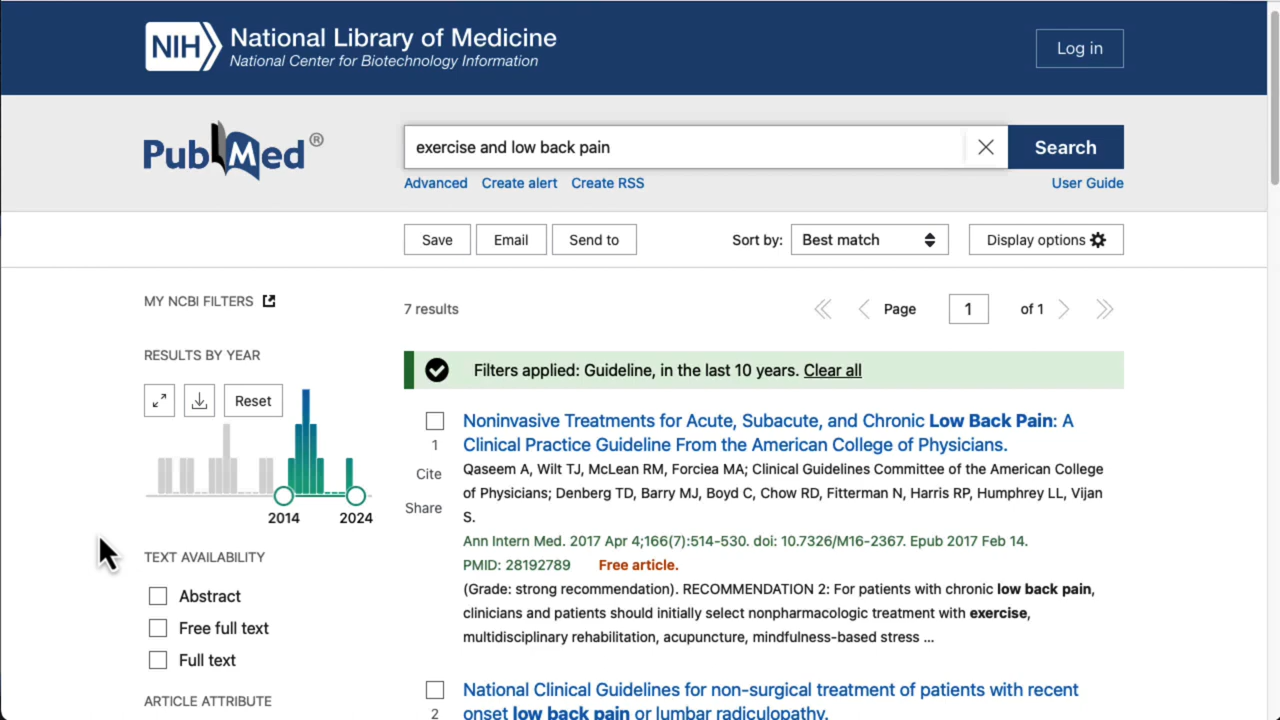 NIH National Library of Medicine
National Center for Biotechnology Information
Log in
PubMed®
exercise and low back pain
Search
Advanced Create alert Create RSS
User Guide
Save Email Send to
Sort by: Best match
Display options
MY NCBI FILTERS
7 results
Page 1 of 1
RESULTS BY YEAR
Reset
2014 2024
Filters applied: Guideline, in the last 10 years. Clear all
Noninvasive Treatments for Acute, Subacute, and Chronic Low Back Pain: A
1
Clinical Practice Guideline From the American College of Physicians.
Cite
Qaseem A, Wilt TJ, McLean RM, Forciea MA; Clinical Guidelines Committee of the American College
of Physicians; Denberg TD, Barry MJ, Boyd C, Chow RD, Fitterman N, Harris RP, Humphrey LL, Vijan
Share
S.
Ann Intern Med. 2017 Apr 4;166(7):514-530. doi: 10.7326/M16-2367. Epub 2017 Feb 14.
PMID: 28192789 Free article.
(Grade: strong recommendation). RECOMMENDATION 2: For patients with chronic low back pain,
clinicians and patients should initially select nonpharmacologic treatment with exercise,
multidisciplinary rehabilitation, acupuncture, mindfulness-based stress ...
TEXT AVAILABILITY
Abstract
Free full text
Full text
ARTICLE ATTRIBUTE
National Clinical Guidelines for non-surgical treatment of patients with recent
2
onset low back pain or lumbar radiculopathy.